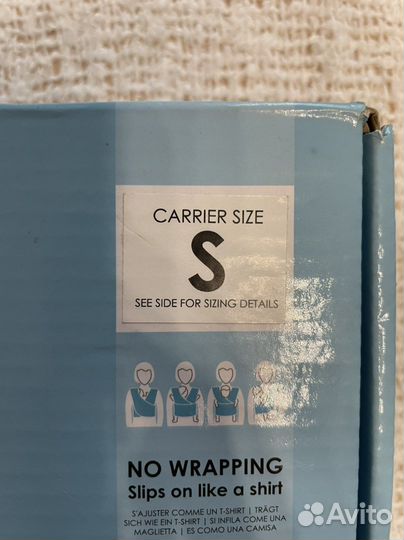 CARRIER SIZE
S
SEE SIDE FOR SIZING DETAILS
NO WRAPPING
Slips on like a shirt
S'AJUSTER COMME UN T-SHIRT | TRÄGT
SICH WIE EIN T-SHIRT | SI INFILA COME UNA
MAGLIETTA | ES COMO UNA CAMISA
Avito